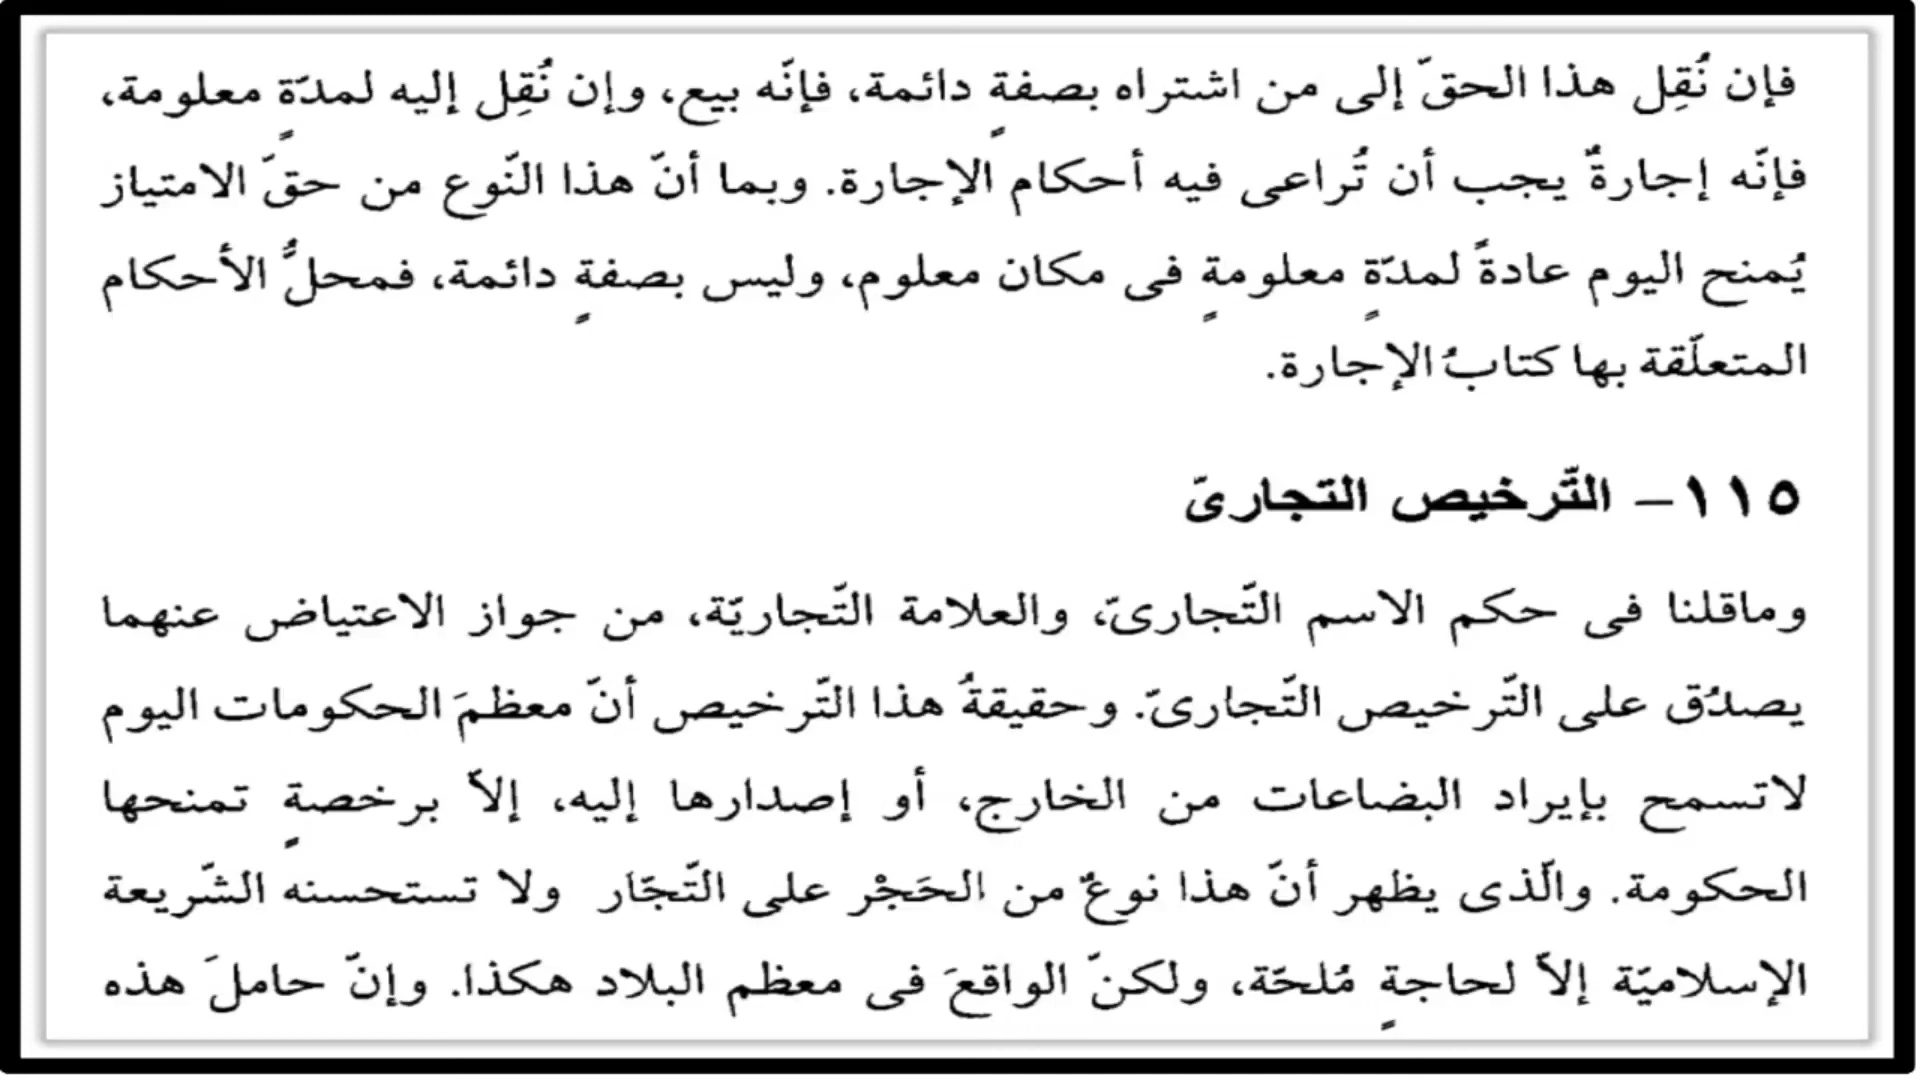 فإن نُقِل هذا الحقّ إلى من اشتراه بصفةٍ دائمة، فإنّه بيع، وإن نُقِل إليه لمدّةٍ معلومة،
فإنّه إجارةٌ يجب أن تُراعى فيه أحكام الإجارة. وبما أنّ هذا النّوع من حقّ الامتياز
يُمنح اليوم عادةً لمدّةٍ معلومةٍ فى مكان معلوم، وليس بصفةٍ دائمة، فمحلُّ الأحكام
المتعلّقة بها كتابُ الإجارة.
١١٥- التّرخيص التجارىّ
وماقلنا فى حكم الاسم التّجارىّ، والعلامة التّجاريّة، من جواز الاعتياض عنهما
يصدُق على التّرخيص التّجارىّ. وحقيقةُ هذا التّرخيص أنّ معظمَ الحكومات اليوم
لاتسمح بإيراد البضاعات من الخارج، أو إصدارها إليه، إلاّ برخصةٍ تمنحها
الحكومة. والّذى يظهر أنّ هذا نوعٌ من الحَجْر على التّجّار ولا تستحسنه الشّريعة
الإسلاميّة إلاّ لحاجةٍ مُلحّة، ولكنّ الواقعَ فى معظم البلاد هكذا. وإنّ حاملَ هذه